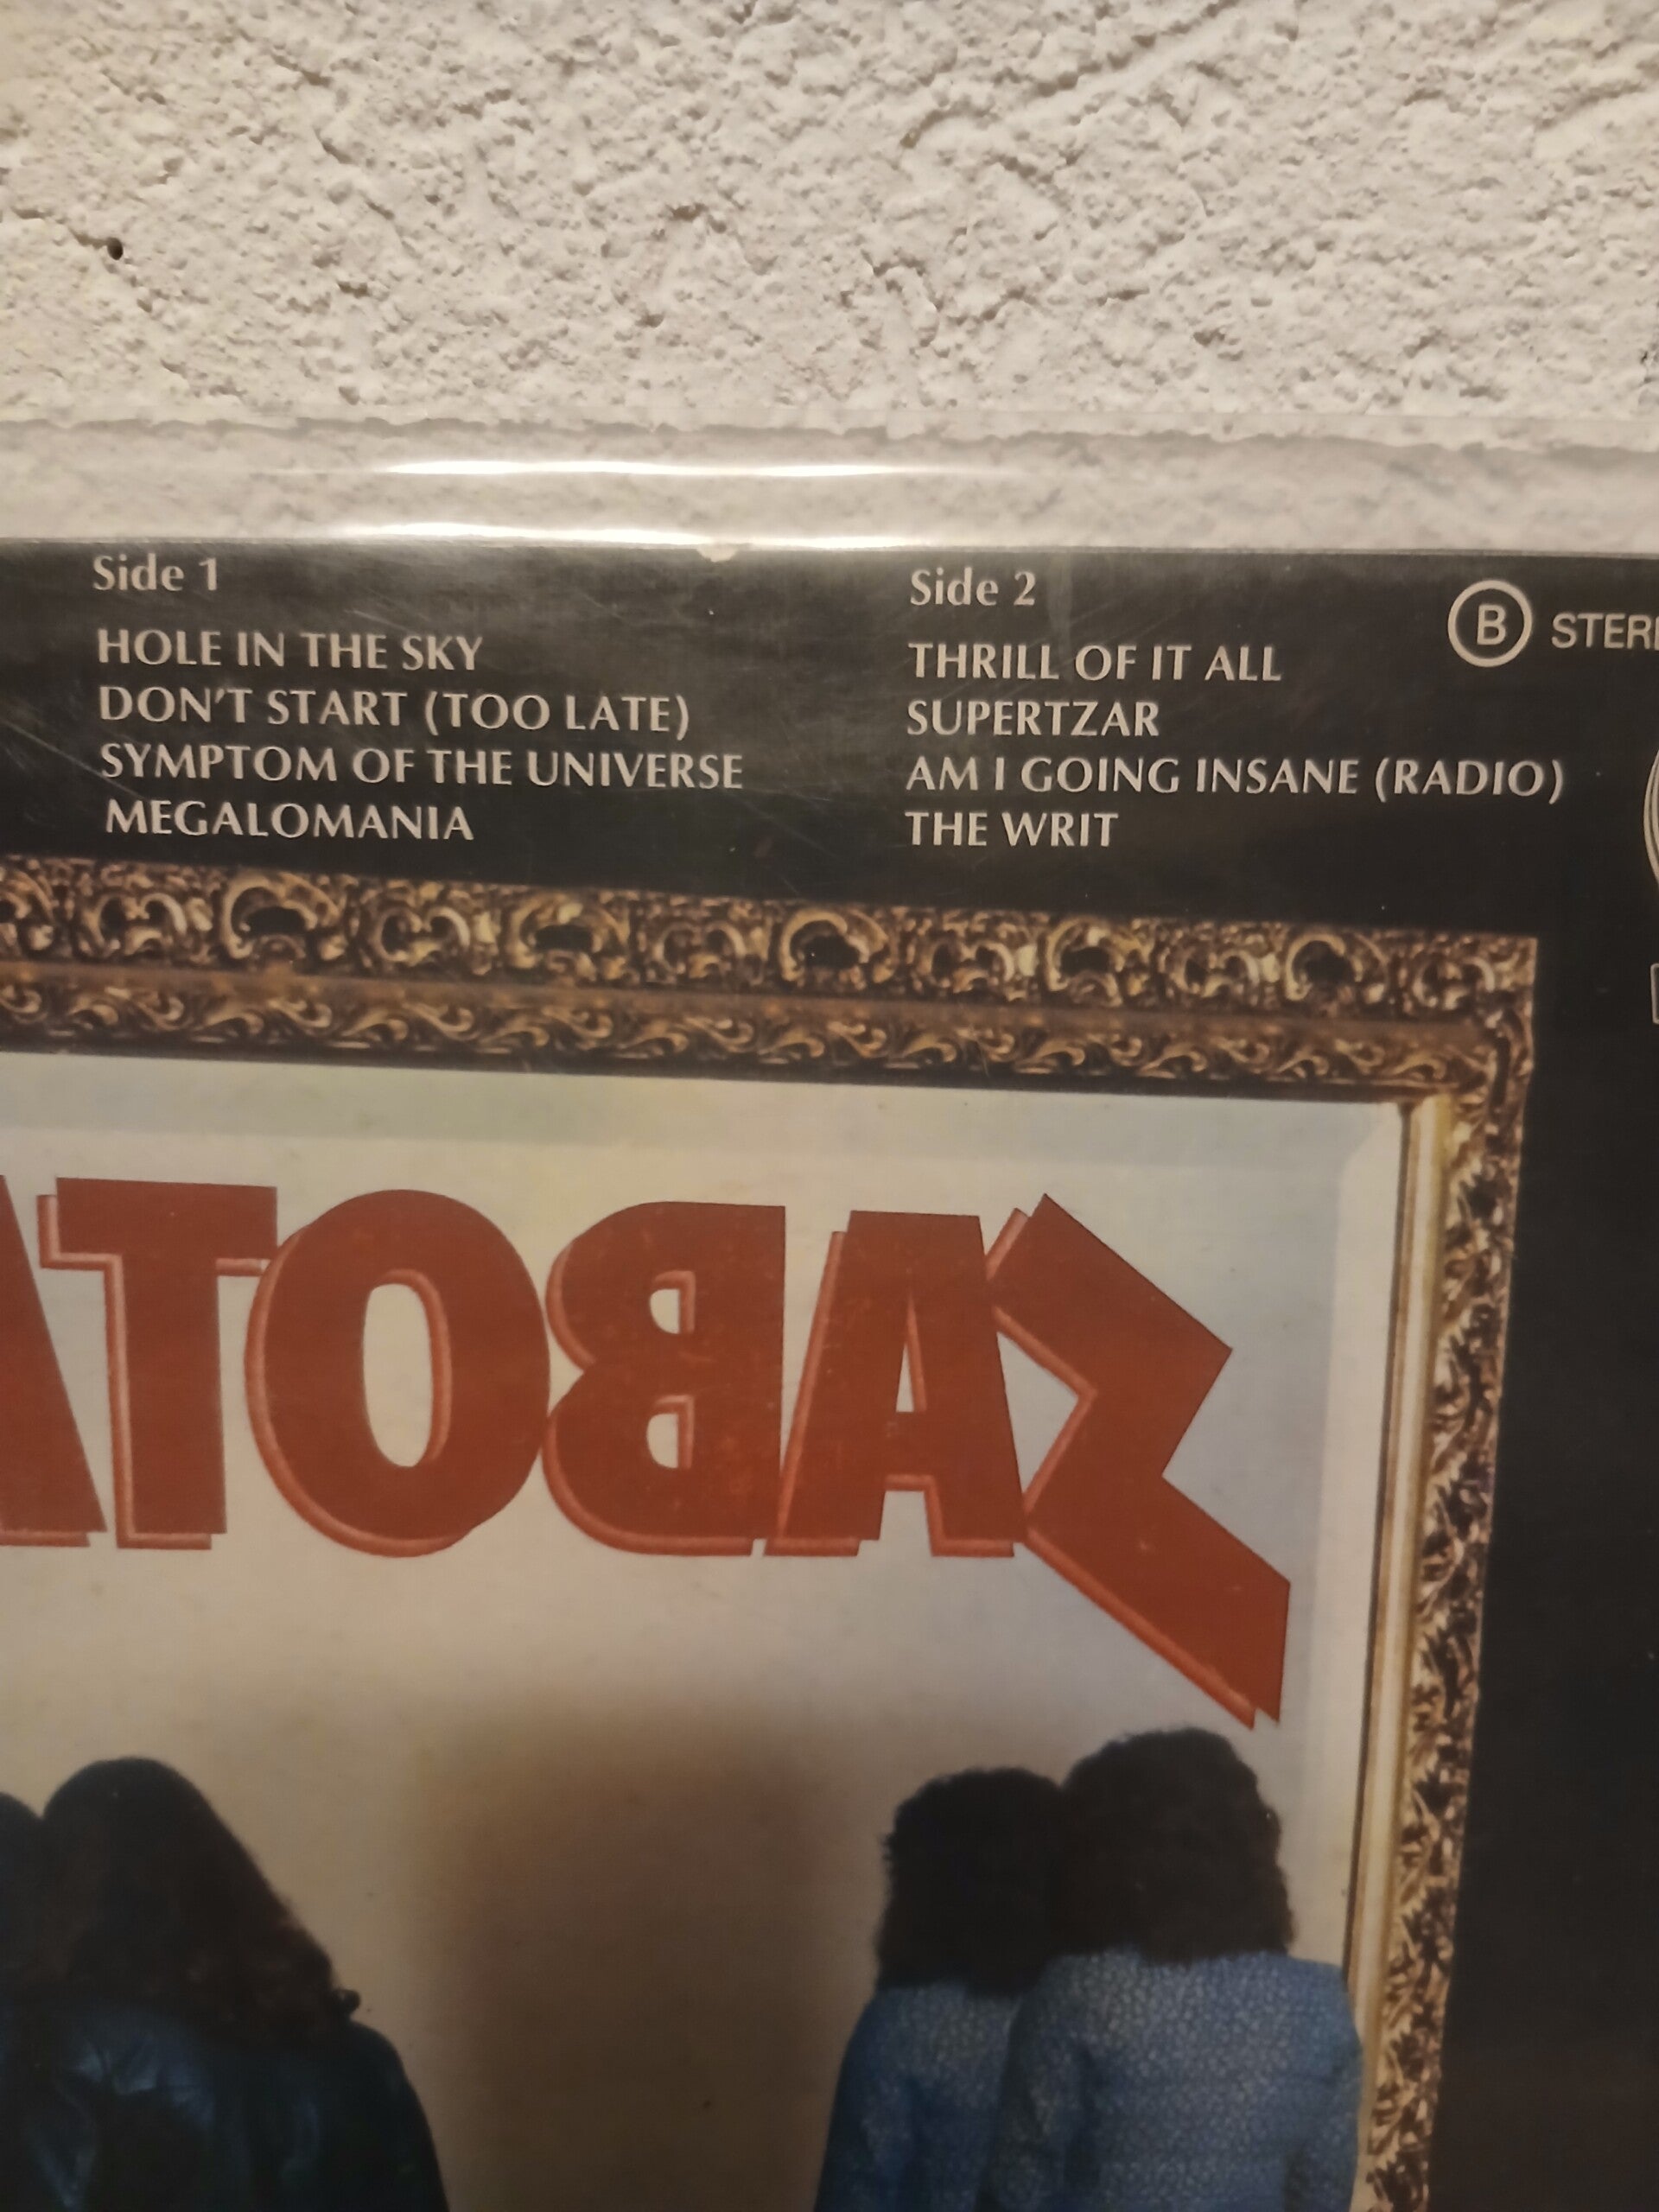 Side 1
HOLE IN THE SKY
DON'T START (TOO LATE)
SYMPTOM OF THE UNIVERSE
MEGALOMANIA
Side 2
THRILL OF IT ALL
SUPERTZAR
AM I GOING INSANE (RADIO)
THE WRIT
B
SABOTA